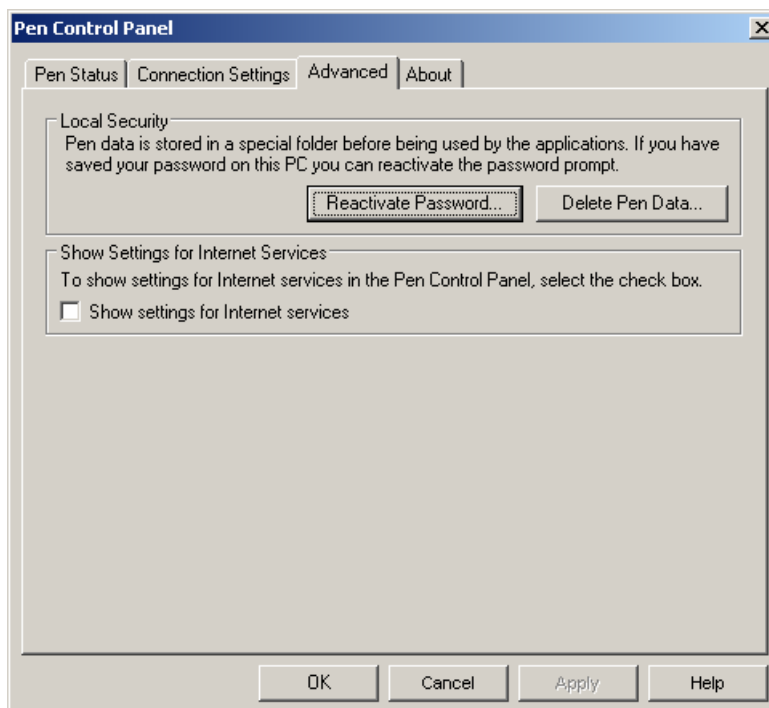 Pen Control Panel
Pen Status Connection Settings Advanced About
Local Security
Pen data is stored in a special folder before being used by the applications. If you have
saved your password on this PC you can reactivate the password prompt.
Reactivate Password... Delete Pen Data...
Show Settings for Internet Services
To show settings for Internet services in the Pen Control Panel, select the check box.
Show settings for Internet services
OK Cancel Apply Help